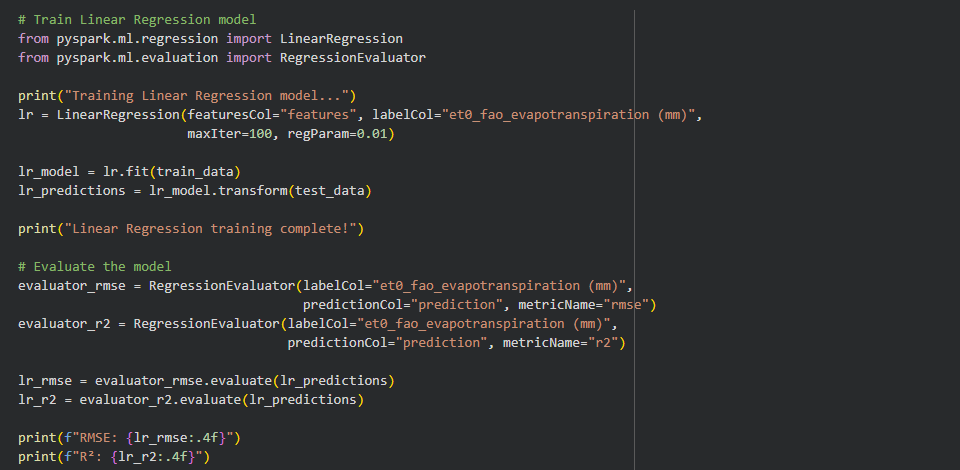 # Train Linear Regression model
from pyspark.ml.regression import LinearRegression
from pyspark.ml.evaluation import RegressionEvaluator
print("Training Linear Regression model...")
lr = LinearRegression(featuresCol="features", labelCol="et0_fao_evapotranspiration (mm)",
maxIter=100, regParam=0.01)
lr_model = lr.fit(train_data)
lr_predictions = lr_model.transform(test_data)
print("Linear Regression training complete!")
# Evaluate the model
evaluator_rmse = RegressionEvaluator(labelCol="et0_fao_evapotranspiration (mm)",
predictionCol="prediction", metricName="rmse")
evaluator_r2 = RegressionEvaluator(labelCol="et0_fao_evapotranspiration (mm)",
predictionCol="prediction", metricName="r2")
lr_rmse = evaluator_rmse.evaluate(lr_predictions)
lr_r2 = evaluator_r2.evaluate(lr_predictions)
print(f"RMSE: {lr_rmse:.4f}")
print(f"R²: {lr_r2:.4f}")